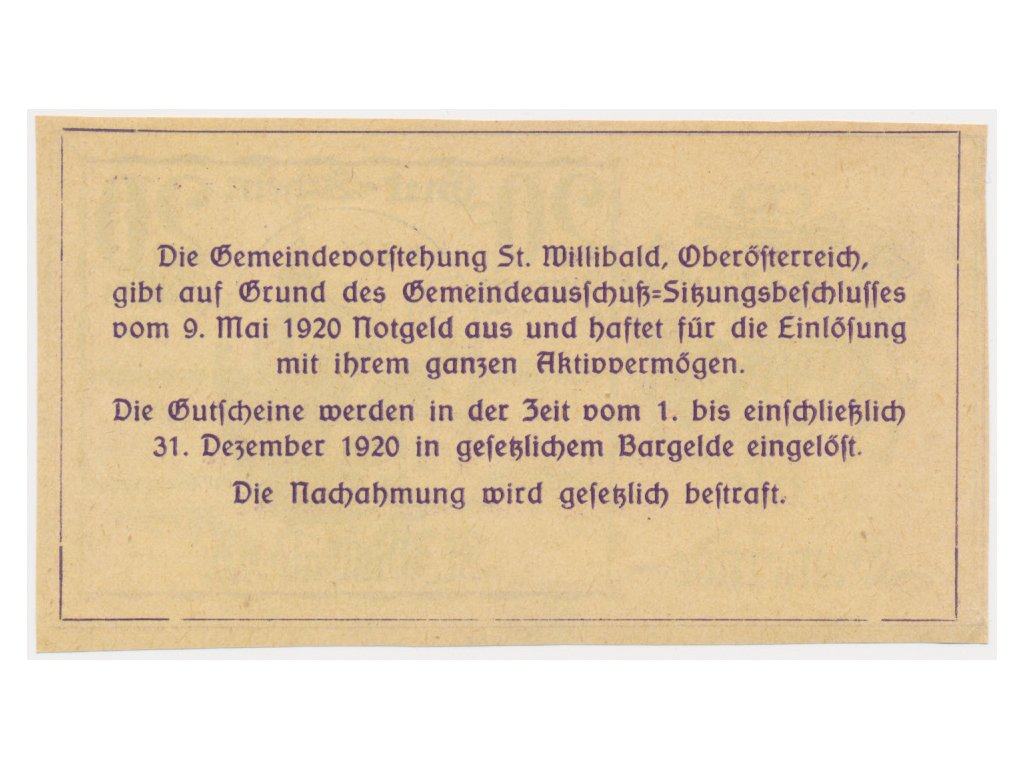 Die Gemeindevorſtehung St. Willibald, Oberöſterreich,
gibt auf Grund des Gemeindeausſchuß=Sitzungsbeſchluſſes
vom 9. Mai 1920 Notgeld aus und haftet für die Einlöſung
mit ihrem ganzen Aktivvermögen.
Die Gutſcheine werden in der Zeit vom 1. bis einſchließlich
31. Dezember 1920 in geſetzlichem Bargelde eingelöſt.
Die Nachahmung wird geſetzlich beſtraft.